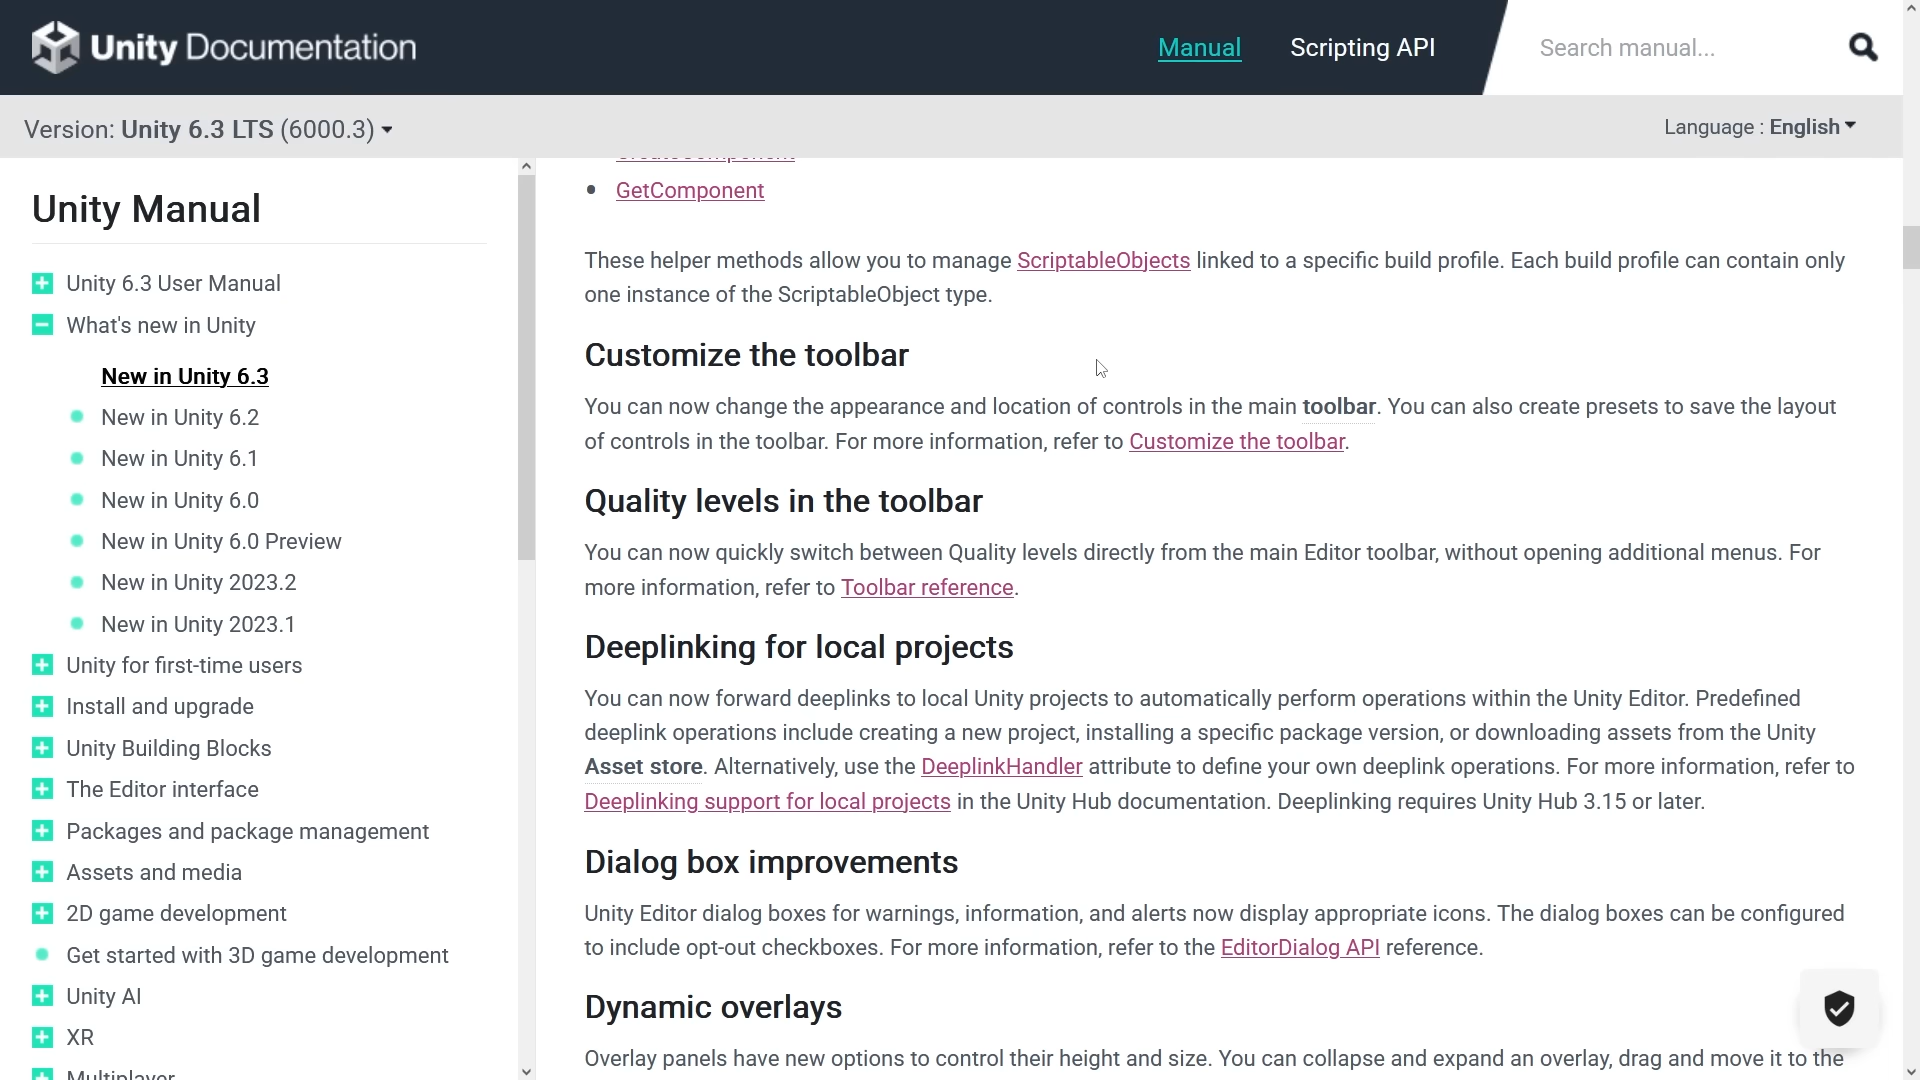 Unity Documentation
Manual
Scripting API
Search manual...
Version: Unity 6.3 LTS (6000.3)
Language : English
Unity Manual
Unity 6.3 User Manual
What's new in Unity
New in Unity 6.3
New in Unity 6.2
New in Unity 6.1
New in Unity 6.0
New in Unity 6.0 Preview
New in Unity 2023.2
New in Unity 2023.1
Unity for first-time users
Install and upgrade
Unity Building Blocks
The Editor interface
Packages and package management
Assets and media
2D game development
Get started with 3D game development
Unity AI
XR
Multiplayer
CreateComponent
GetComponent
These helper methods allow you to manage ScriptableObjects linked to a specific build profile. Each build profile can contain only
one instance of the ScriptableObject type.
Customize the toolbar
You can now change the appearance and location of controls in the main toolbar. You can also create presets to save the layout
of controls in the toolbar. For more information, refer to Customize the toolbar.
Quality levels in the toolbar
You can now quickly switch between Quality levels directly from the main Editor toolbar, without opening additional menus. For
more information, refer to Toolbar reference.
Deeplinking for local projects
You can now forward deeplinks to local Unity projects to automatically perform operations within the Unity Editor. Predefined
deeplink operations include creating a new project, installing a specific package version, or downloading assets from the Unity
Asset store. Alternatively, use the DeeplinkHandler attribute to define your own deeplink operations. For more information, refer to
Deeplinking support for local projects in the Unity Hub documentation. Deeplinking requires Unity Hub 3.15 or later.
Dialog box improvements
Unity Editor dialog boxes for warnings, information, and alerts now display appropriate icons. The dialog boxes can be configured
to include opt-out checkboxes. For more information, refer to the EditorDialog API reference.
Dynamic overlays
Overlay panels have new options to control their height and size. You can collapse and expand an overlay, drag and move it to the